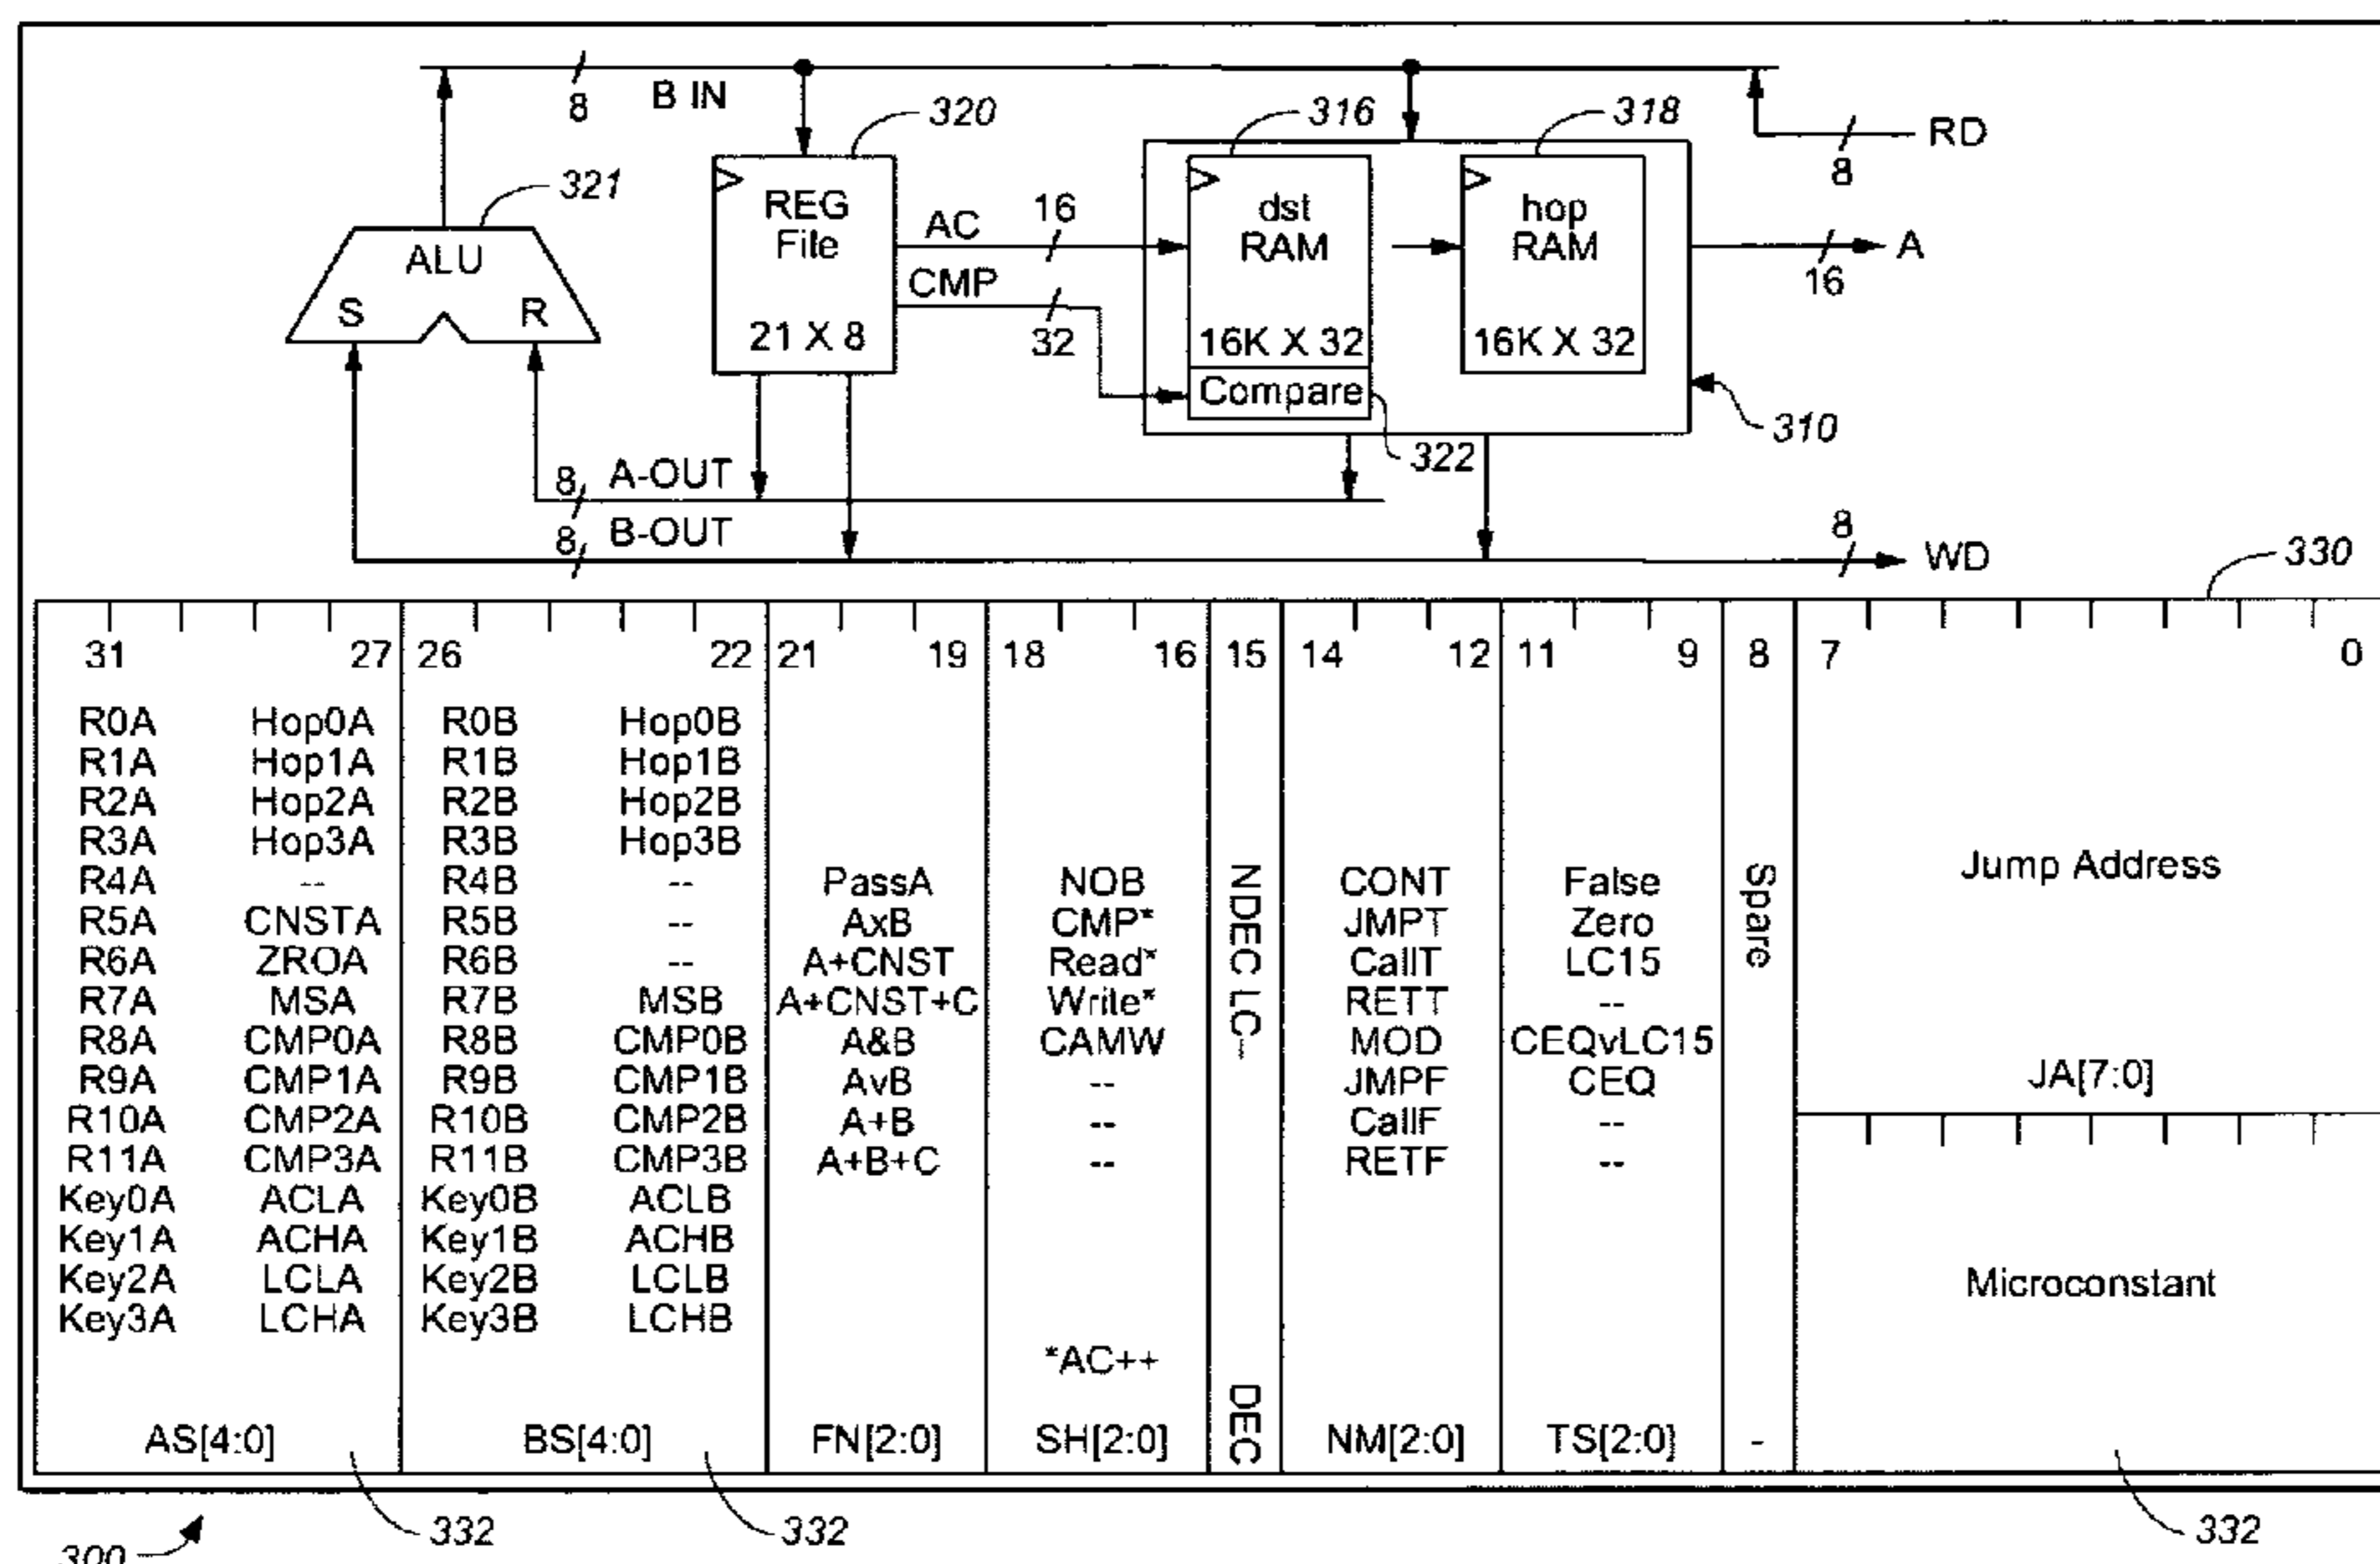 B IN
8
320
316
318
RD
8
321
REG
File
21 X 8
AC
16
CMP
32
dst
RAM
16K X 32
Compare
hop
RAM
16K X 32
A
16
ALU
S
R
310
322
8
A-OUT
8
B-OUT
8
WD
330
31 27 26 22 21 19 18 16 15 14 12 11 9 8 7 0
R0A Hop0A R0B Hop0B
R1A Hop1A R1B Hop1B
R2A Hop2A R2B Hop2B
R3A Hop3A R3B Hop3B
R4A -- R4B -- PassA NOB CONT False
R5A CNSTA R5B -- AxB CMP* JMPT Zero
R6A ZROA R6B -- A+CNST Read* CallT LC15
R7A MSA R7B MSB A+CNST+C Write* RETT --
R8A CMP0A R8B CMP0B A&B CAMW MOD CEQvLC15
R9A CMP1A R9B CMP1B AvB -- JMPF CEQ
R10A CMP2A R10B CMP2B A+B -- CallF --
R11A CMP3A R11B CMP3B A+B+C -- RETF --
Key0A ACLA Key0B ACLB
Key1A ACHA Key1B ACHB
Key2A LCLA Key2B LCLB
Key3A LCHA Key3B LCHB
*AC++
NDEC LC--
DEC
Spare
Jump Address
JA[7:0]
Microconstant
AS[4:0] BS[4:0] FN[2:0] SH[2:0] NM[2:0] TS[2:0] -
332
332
332
300